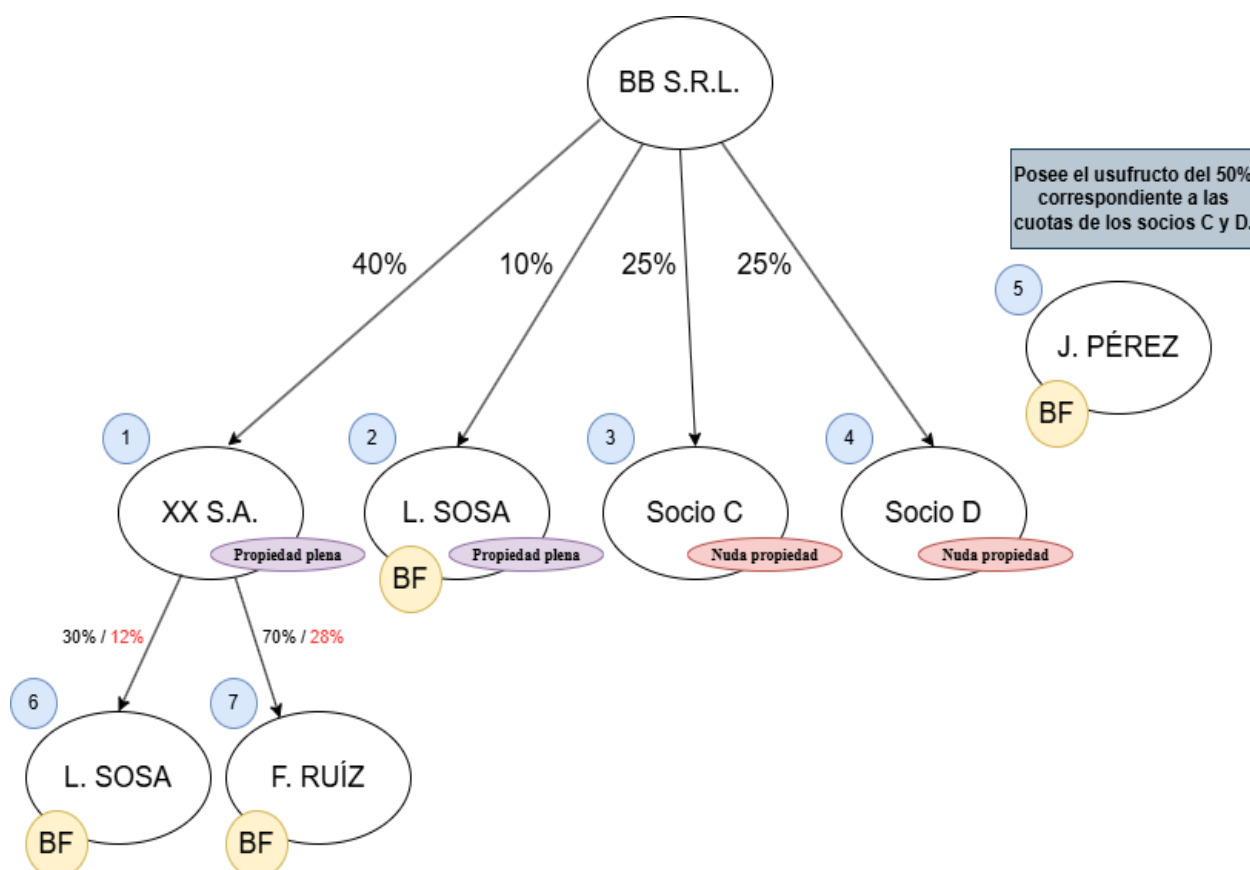 BB S.R.L.
Posee el usufructo del 50%
correspondiente a las
cuotas de los socios C y D.
40%
10%
25%
25%
5
J. PÉREZ
BF
1
XX S.A.
Propiedad plena
2
L. SOSA
Propiedad plena
BF
3
Socio C
Nuda propiedad
4
Socio D
Nuda propiedad
30% / 12%
70% / 28%
6
L. SOSA
BF
7
F. RUÍZ
BF